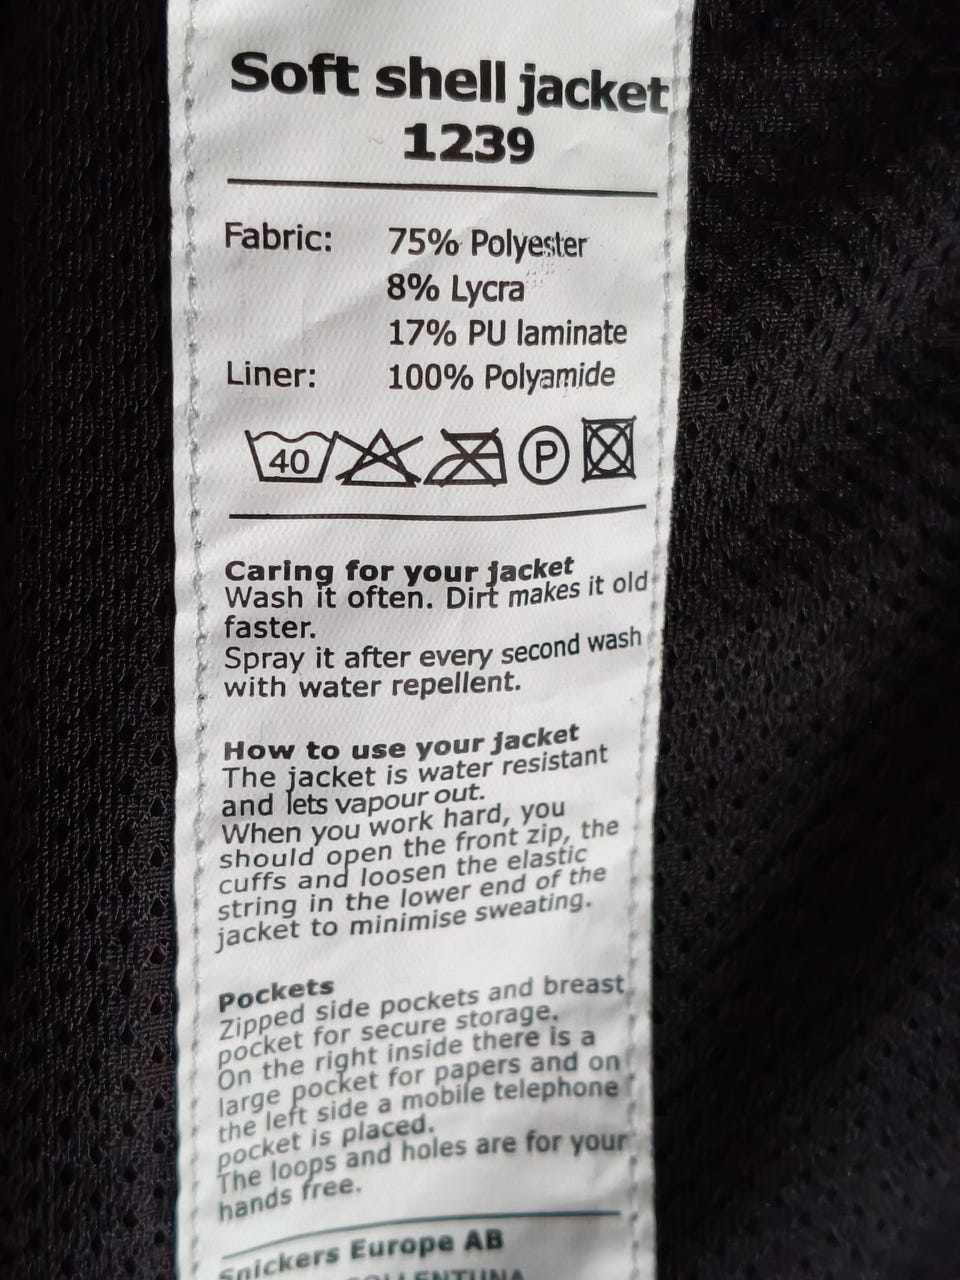 Soft shell jacket
1239
Fabric: 75% Polyester
8% Lycra
17% PU laminate
Liner: 100% Polyamide
40 P
Caring for your jacket
Wash it often. Dirt makes it old
faster.
Spray it after every second wash
with water repellent.
How to use your jacket
The jacket is water resistant
and lets vapour out.
When you work hard, you
should open the front zip, the
cuffs and loosen the elastic
string in the lower end of the
jacket to minimise sweating.
Pockets
Zipped side pockets and breast
pocket for secure storage.
On the right inside there is a
large pocket for papers and on
the left side a mobile telephone
pocket is placed.
The loops and holes are for your
hands free.
Snickers Europe AB